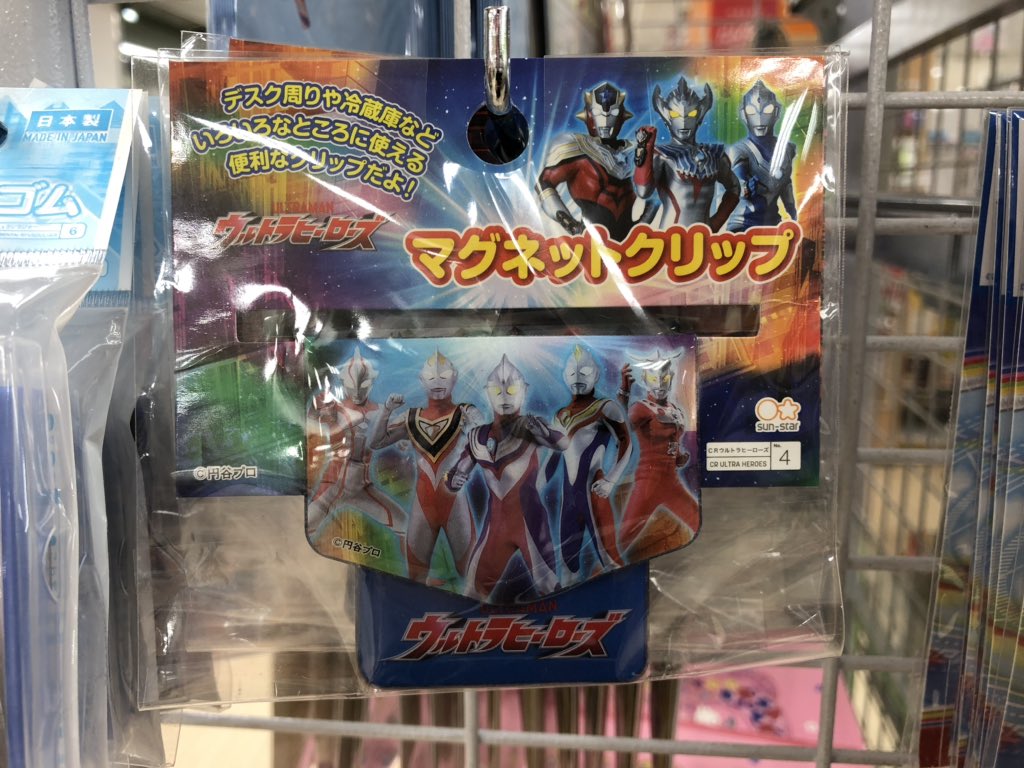 デスク周りや冷蔵庫など
いろいろなところに使える
便利なクリップだよ!
ULTRAMAN
ウルトラヒーローズ
マグネットクリップ
sun-star
CRウルトラヒーローズ
CR ULTRA HEROES
No.
4
©円谷プロ
©円谷プロ
ULTRAMAN
ウルトラヒーローズ
日本製
MADE IN JAPAN
ゴム
6